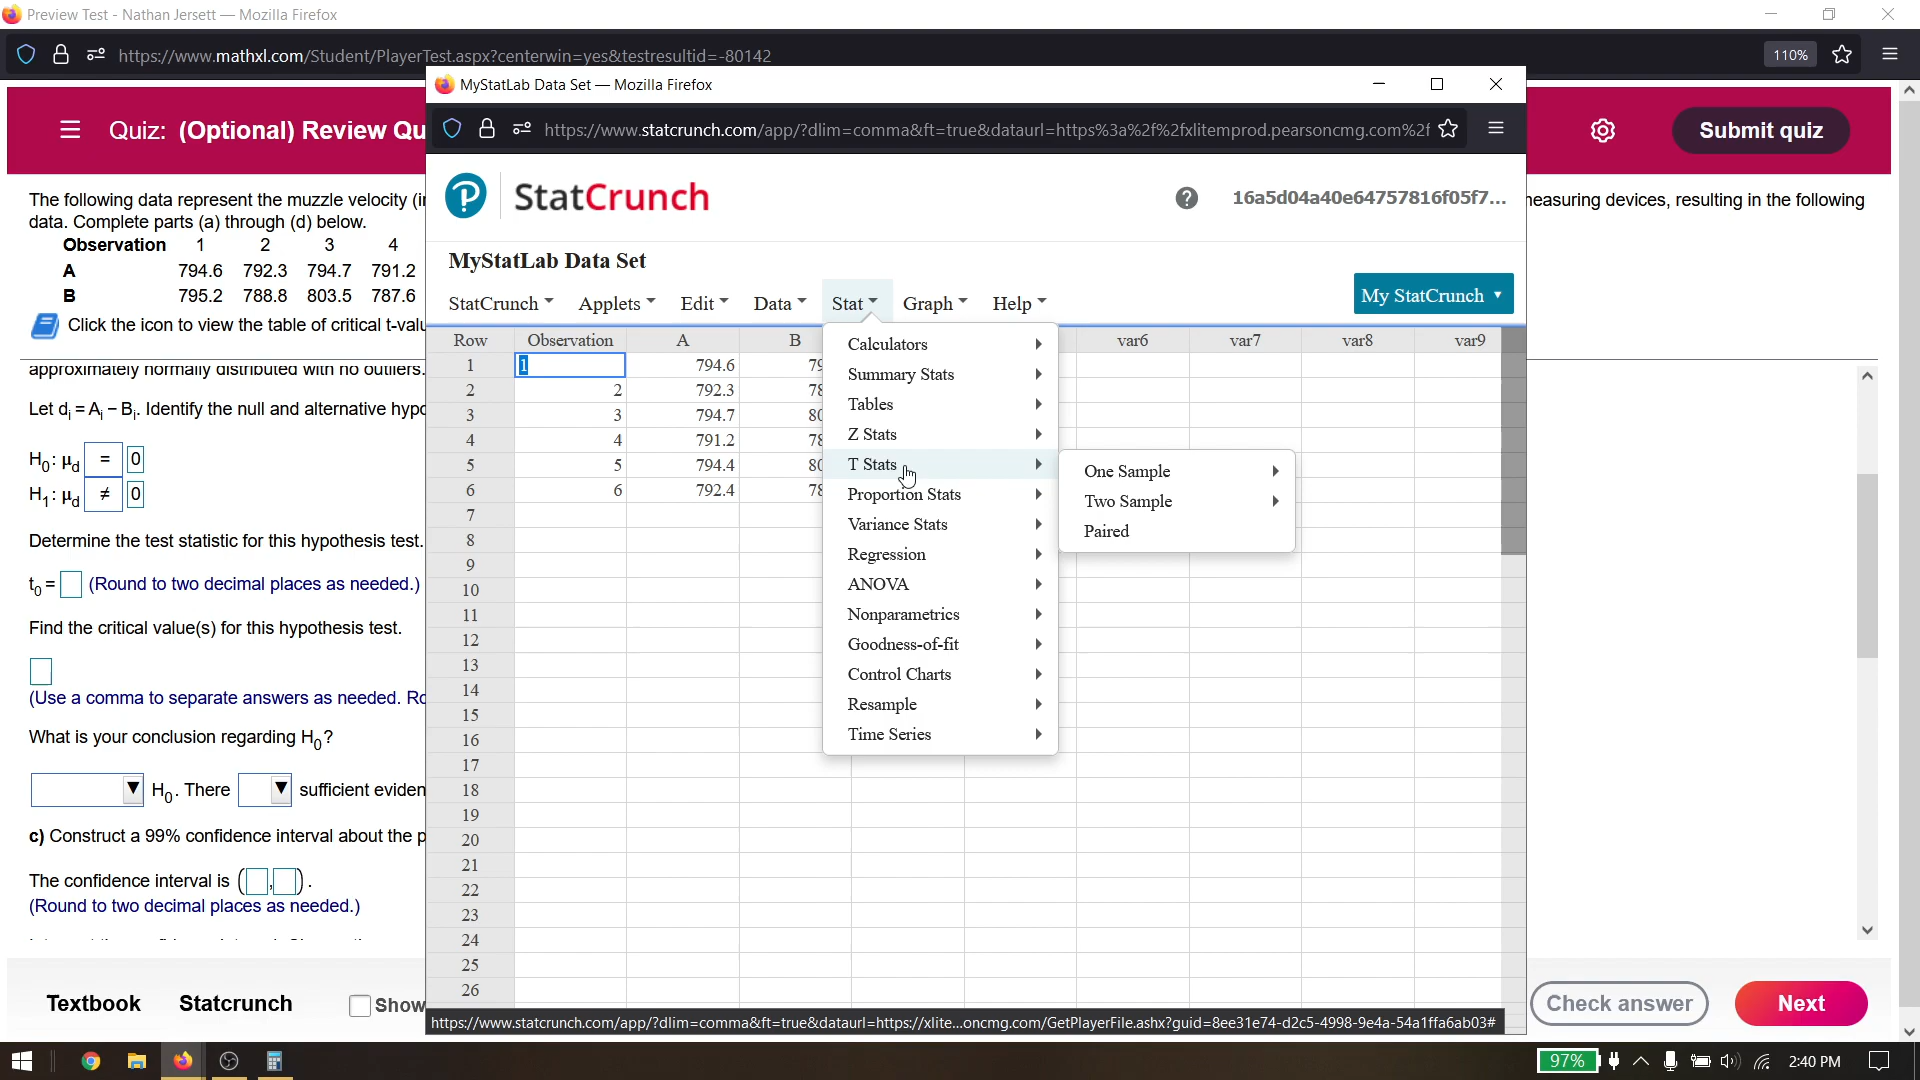 Preview Test - Nathan Jersett — Mozilla Firefox
https://www.mathxl.com/Student/PlayerTest.aspx?centerwin=yes&testresultid=-80142
110%
MyStatLab Data Set — Mozilla Firefox
https://www.statcrunch.com/app/?dlim=comma&ft=true&dataurl=https%3a%2f%2fxlitemprod.pearsoncmg.com%2f
Quiz: (Optional) Review Qu
Submit quiz
The following data represent the muzzle velocity (i
measuring devices, resulting in the following
data. Complete parts (a) through (d) below.
Observation 1 2 3 4
A 794.6 792.3 794.7 791.2
B 795.2 788.8 803.5 787.6
Click the icon to view the table of critical t-valu
approximately normally distributed with no outliers.
Let di = Ai − Bi. Identify the null and alternative hypo
H0: μd = 0
H1: μd ≠ 0
Determine the test statistic for this hypothesis test.
t0 = (Round to two decimal places as needed.)
Find the critical value(s) for this hypothesis test.
(Use a comma to separate answers as needed. Ro
What is your conclusion regarding H0?
▼ H0. There ▼ sufficient eviden
c) Construct a 99% confidence interval about the p
The confidence interval is ( , ).
(Round to two decimal places as needed.)
Textbook Statcrunch Show
Check answer Next
P StatCrunch
? 16a5d04a40e64757816f05f7...
MyStatLab Data Set
StatCrunch Applets Edit Data Stat Graph Help
My StatCrunch
Row Observation A B var6 var7 var8 var9
1 1 794.6 79
2 2 792.3 78
3 3 794.7 80
4 4 791.2 78
5 5 794.4 80
6 6 792.4 78
7
8
9
10
11
12
13
14
15
16
17
18
19
20
21
22
23
24
25
26
Calculators
Summary Stats
Tables
Z Stats
T Stats
Proportion Stats
Variance Stats
Regression
ANOVA
Nonparametrics
Goodness-of-fit
Control Charts
Resample
Time Series
One Sample
Two Sample
Paired
https://www.statcrunch.com/app/?dlim=comma&ft=true&dataurl=https://xlite...oncmg.com/GetPlayerFile.ashx?guid=8ee31e74-d2c5-4998-9e4a-54a1ffa6ab03#
97%
2:40 PM